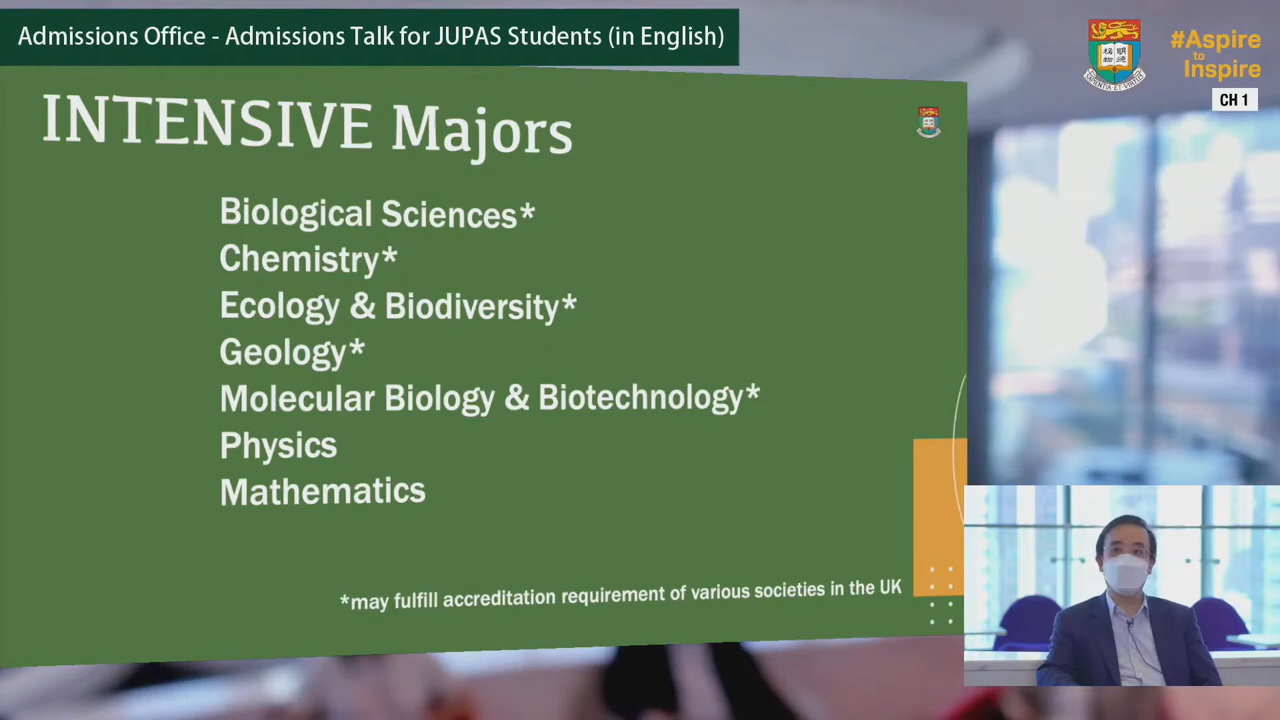 Admissions Office - Admissions Talk for JUPAS Students (in English)
#Aspire
to
Inspire
CH 1
INTENSIVE Majors
Biological Sciences*
Chemistry*
Ecology & Biodiversity*
Geology*
Molecular Biology & Biotechnology*
Physics
Mathematics
*may fulfill accreditation requirement of various societies in the UK